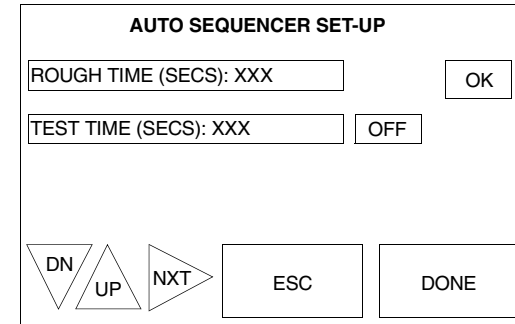 AUTO SEQUENCER SET-UP
ROUGH TIME (SECS): XXX
OK
TEST TIME (SECS): XXX
OFF
DN
UP
NXT
ESC
DONE